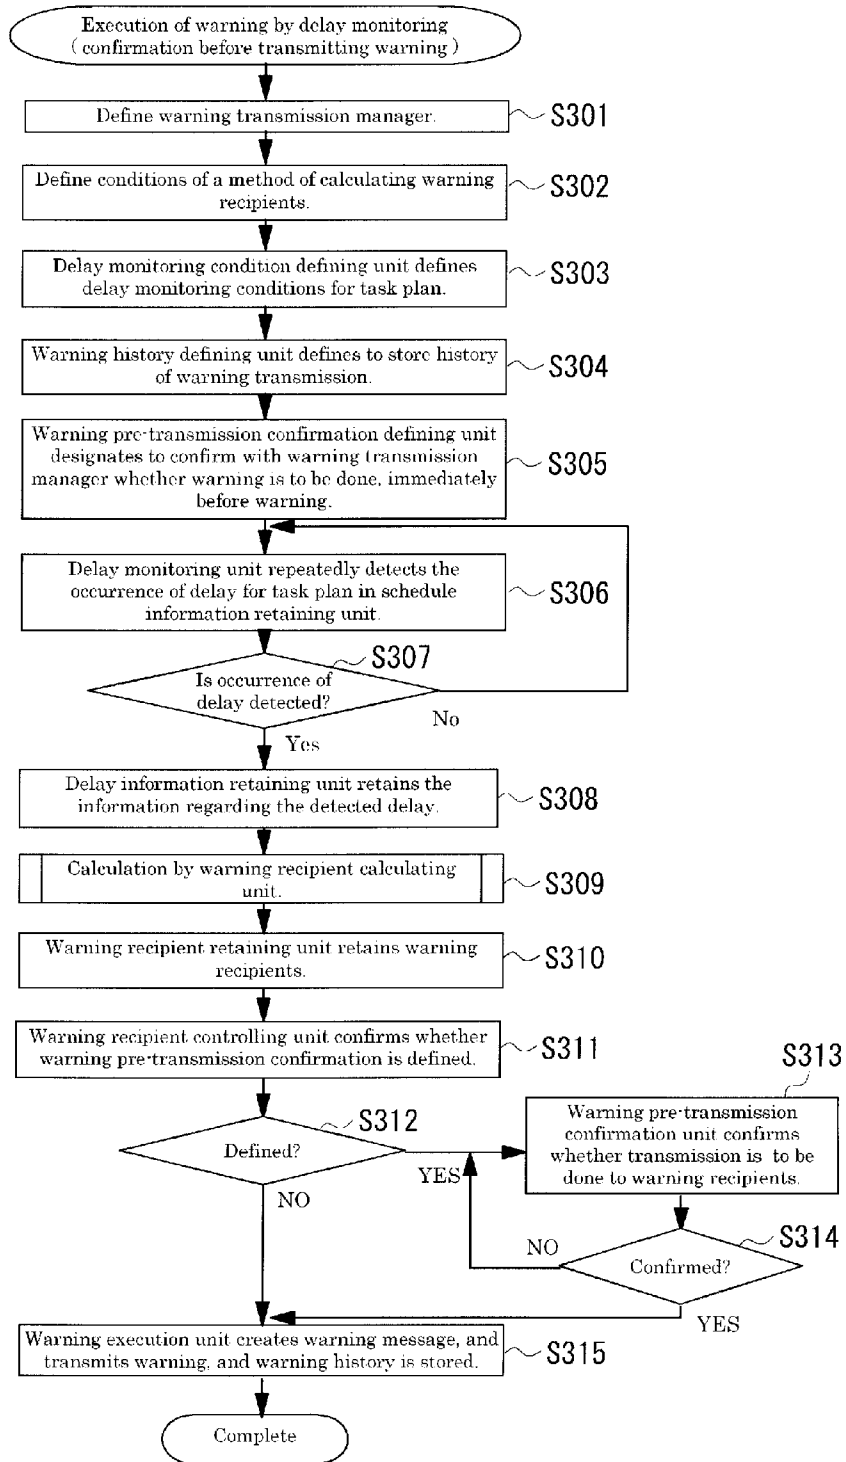 Execution of warning by delay monitoring
(confirmation before transmitting warning)
Define warning transmission manager.
S301
Define conditions of a method of calculating warning
recipients.
S302
Delay monitoring condition defining unit defines
delay monitoring conditions for task plan.
S303
Warning history defining unit defines to store history
of warning transmission.
S304
Warning pre-transmission confirmation defining unit
designates to confirm with warning transmission
manager whether warning is to be done, immediately
before warning.
S305
Delay monitoring unit repeatedly detects the
occurrence of delay for task plan in schedule
information retaining unit.
S306
S307
Is occurrence of
delay detected?
No
Yes
Delay information retaining unit retains the
information regarding the detected delay.
S308
Calculation by warning recipient calculating
unit.
S309
Warning recipient retaining unit retains warning
recipients.
S310
Warning recipient controlling unit confirms whether
warning pre-transmission confirmation is defined.
S311
S312
Defined?
YES
NO
S313
Warning pre-transmission
confirmation unit confirms
whether transmission is to be
done to warning recipients.
S314
Confirmed?
NO
YES
Warning execution unit creates warning message, and
transmits warning, and warning history is stored.
S315
Complete